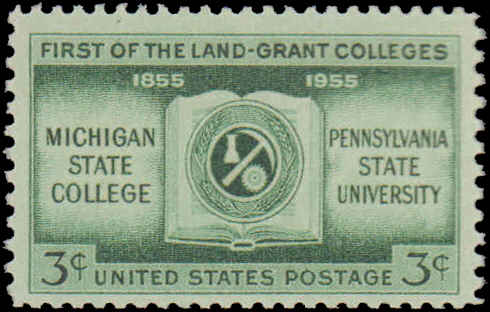 FIRST OF THE LAND-GRANT COLLEGES
1855 1955
MICHIGAN
STATE
COLLEGE
PENNSYLVANIA
STATE
UNIVERSITY
3¢ UNITED STATES POSTAGE 3¢